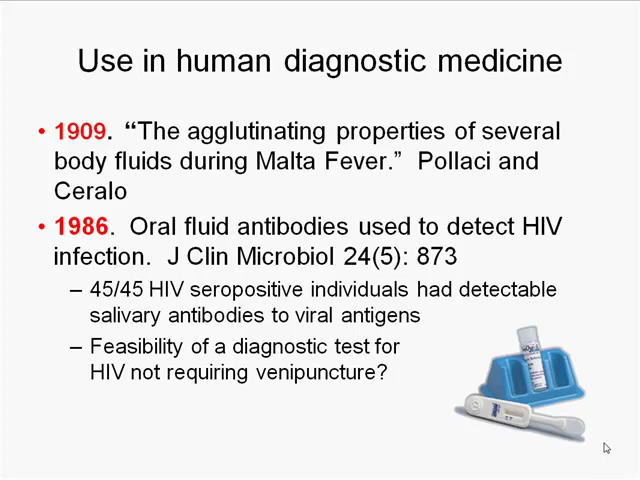 Use in human diagnostic medicine
• 1909. “The agglutinating properties of several
body fluids during Malta Fever.” Pollaci and
Ceralo
• 1986. Oral fluid antibodies used to detect HIV
infection. J Clin Microbiol 24(5): 873
– 45/45 HIV seropositive individuals had detectable
salivary antibodies to viral antigens
– Feasibility of a diagnostic test for
HIV not requiring venipuncture?